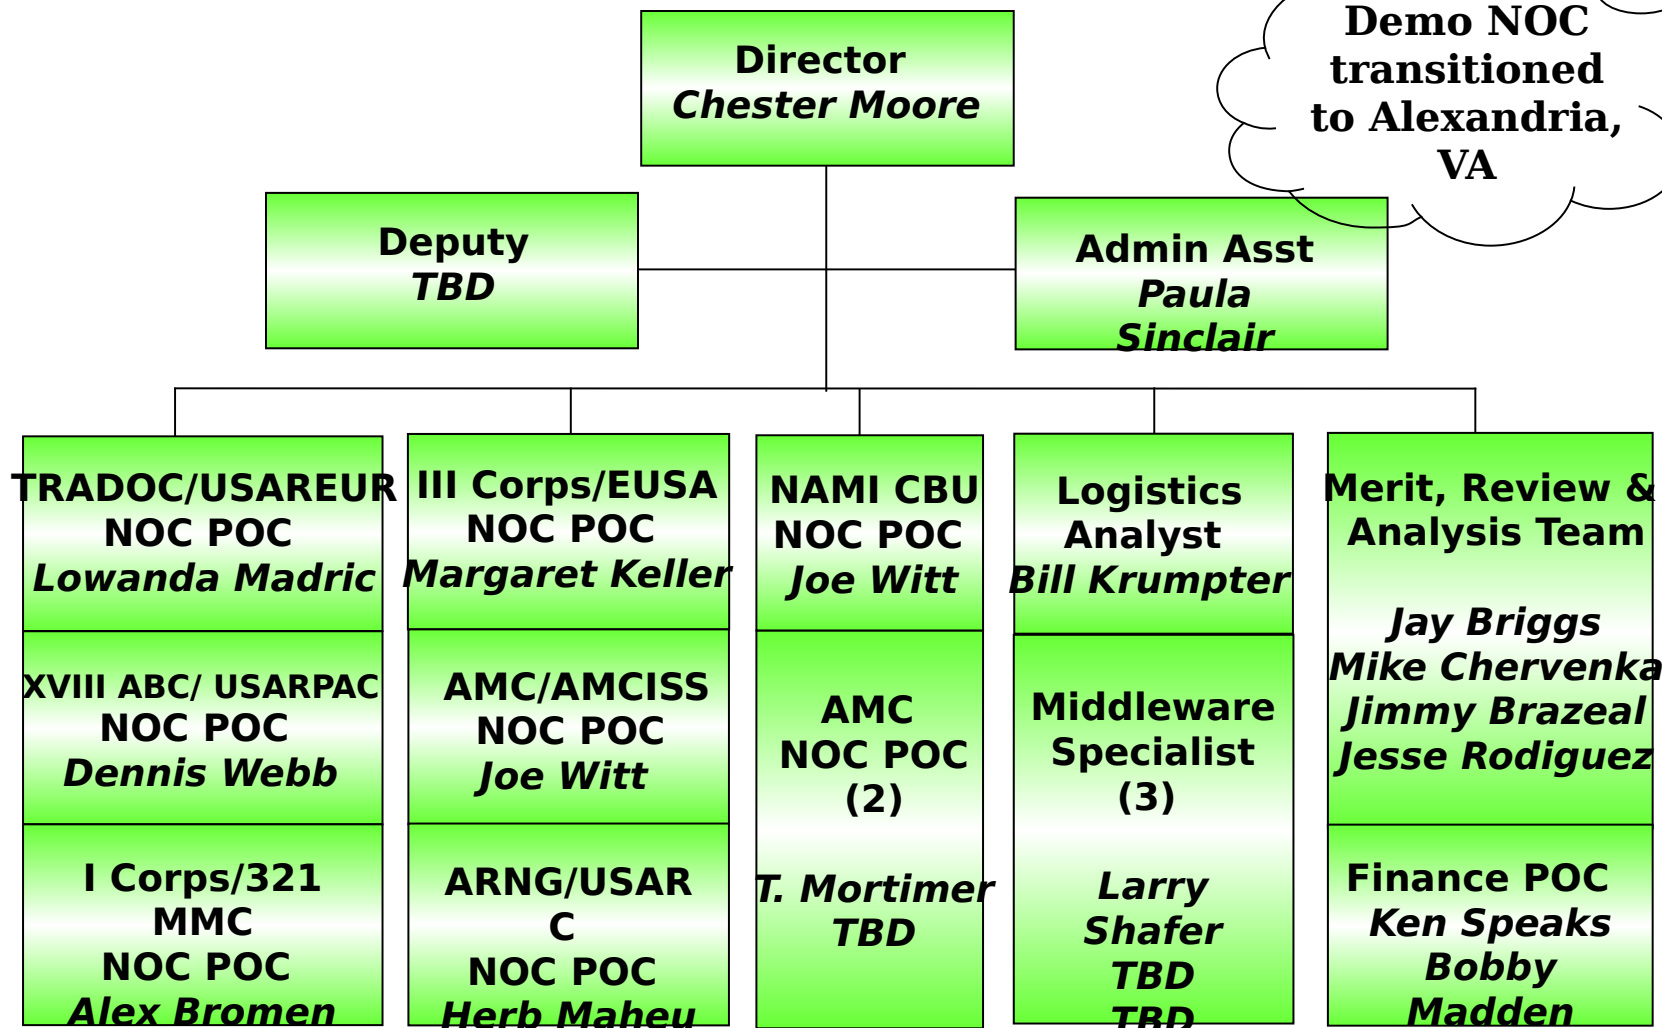 Director
Chester Moore
Demo NOC
transitioned
to Alexandria,
VA
Deputy
TBD
Admin Asst
Paula
Sinclair
TRADOC/USAREUR
NOC POC
Lowanda Madric
XVIII ABC/ USARPAC
NOC POC
Dennis Webb
I Corps/321
MMC
NOC POC
Alex Bromen
III Corps/EUSA
NOC POC
Margaret Keller
AMC/AMCISS
NOC POC
Joe Witt
ARNG/USAR
C
NOC POC
Herb Maheu
NAMI CBU
NOC POC
Joe Witt
AMC
NOC POC
(2)
T. Mortimer
TBD
Logistics
Analyst
Bill Krumpter
Middleware
Specialist
(3)
Larry
Shafer
TBD
TBD
Merit, Review &
Analysis Team
Jay Briggs
Mike Chervenka
Jimmy Brazeal
Jesse Rodiguez
Finance POC
Ken Speaks
Bobby
Madden